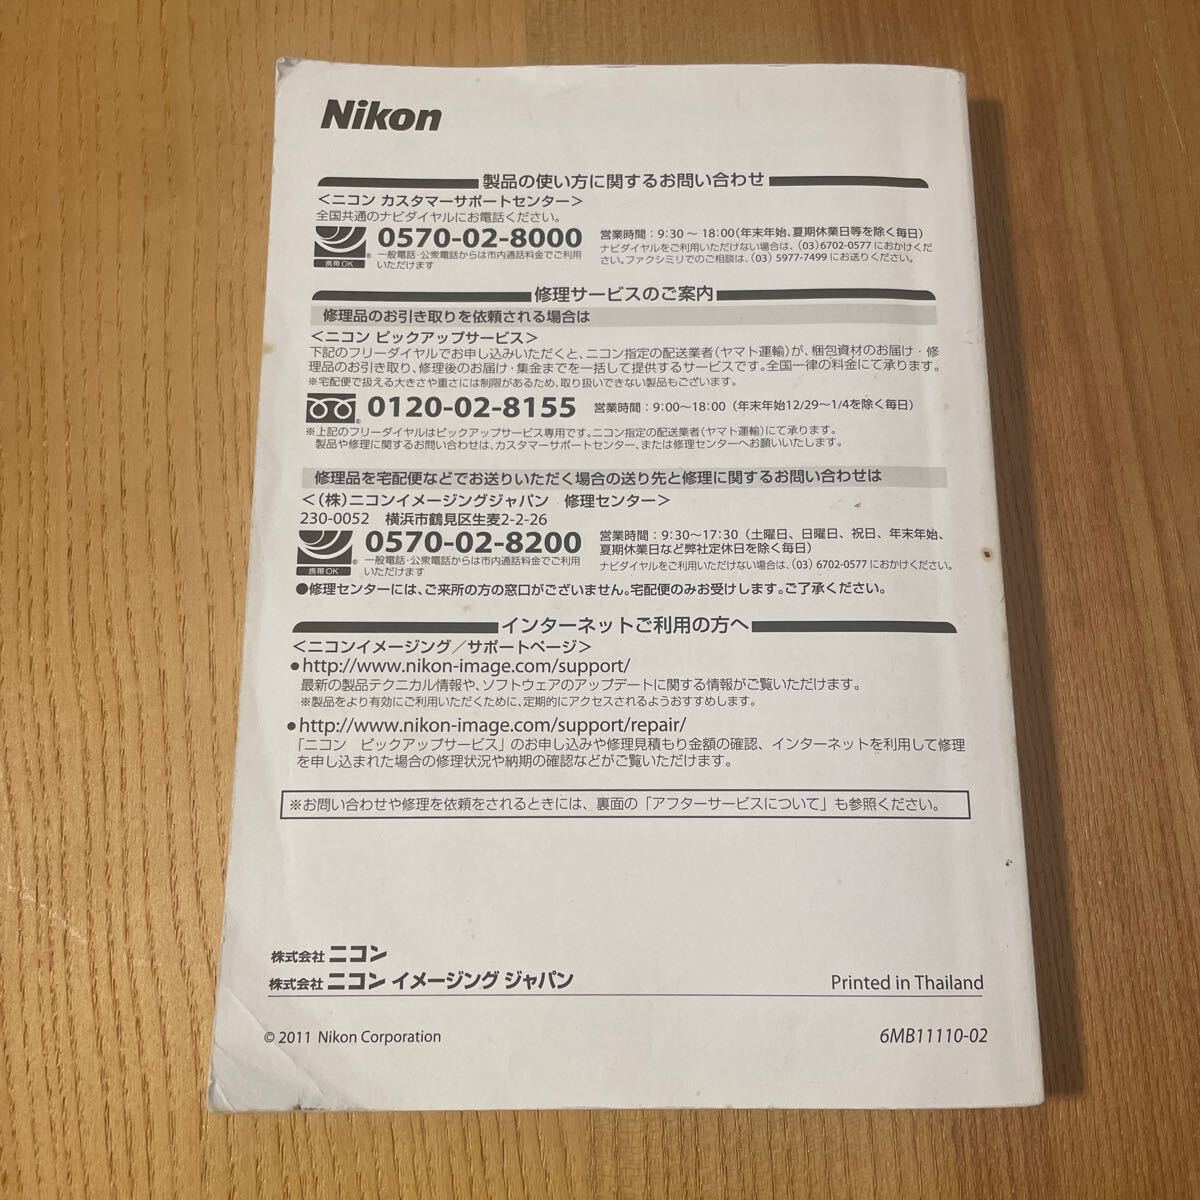 Nikon
製品の使い方に関するお問い合わせ
＜ニコン カスタマーサポートセンター＞
全国共通のナビダイヤルにお電話ください。
0570-02-8000
携帯OK
一般電話・公衆電話からは市内通話料金でご利用
いただけます
営業時間：9:30～18:00(年末年始、夏期休業日等を除く毎日)
ナビダイヤルをご利用いただけない場合は、(03) 6702-0577 におかけくだ
さい。ファクシミリでのご相談は、(03) 5977-7499 にお送りください。
修理サービスのご案内
修理品のお引き取りを依頼される場合は
＜ニコン ピックアップサービス＞
下記のフリーダイヤルでお申し込みいただくと、ニコン指定の配送業者(ヤマト運輸)が、梱包資材のお届け・修
理品のお引き取り、修理後のお届け・集金までを一括して提供するサービスです。全国一律の料金にて承ります。
※宅配便で扱える大きさや重さには制限があるため、取り扱いできない製品もございます。
0120-02-8155
営業時間：9:00～18:00（年末年始12/29～1/4を除く毎日）
※上記のフリーダイヤルはピックアップサービス専用です。ニコン指定の配送業者(ヤマト運輸)にて承ります。
製品や修理に関するお問い合わせは、カスタマーサポートセンター、または修理センターへお願いいたします。
修理品を宅配便などでお送りいただく場合の送り先と修理に関するお問い合わせは
＜(株)ニコンイメージングジャパン　修理センター＞
230-0052　横浜市鶴見区生麦2-2-26
0570-02-8200
携帯OK
一般電話・公衆電話からは市内通話料金でご利用
いただけます
営業時間：9:30～17:30（土曜日、日曜日、祝日、年末年始、
夏期休業日など弊社定休日を除く毎日）
ナビダイヤルをご利用いただけない場合は、(03) 6702-0577 におかけください。
●修理センターには、ご来所の方の窓口がございません。宅配便のみお受けします。ご了承ください。
インターネットご利用の方へ
＜ニコンイメージング／サポートページ＞
●http://www.nikon-image.com/support/
最新の製品テクニカル情報や、ソフトウェアのアップデートに関する情報がご覧いただけます。
※製品をより有効にご利用いただくために、定期的にアクセスされるようおすすめします。
●http://www.nikon-image.com/support/repair/
「ニコン　ピックアップサービス」のお申し込みや修理見積もり金額の確認、インターネットを利用して修理
を申し込まれた場合の修理状況や納期の確認などがご覧いただけます。
※お問い合わせや修理を依頼をされるときには、裏面の「アフターサービスについて」も参照ください。
株式会社 ニコン
株式会社 ニコン イメージング ジャパン
Printed in Thailand
© 2011 Nikon Corporation
6MB11110-02